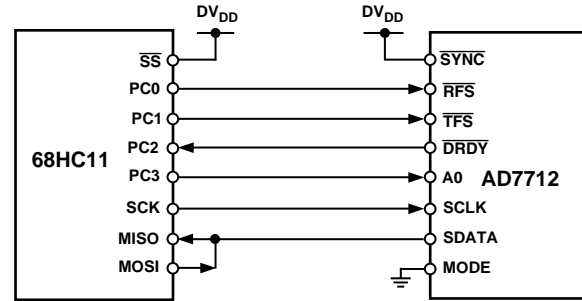 DVDD DVDD
SS SYNC
PC0 RFS
PC1 TFS
PC2 DRDY
68HC11 PC3 A0 AD7712
SCK SCLK
MISO SDATA
MOSI MODE